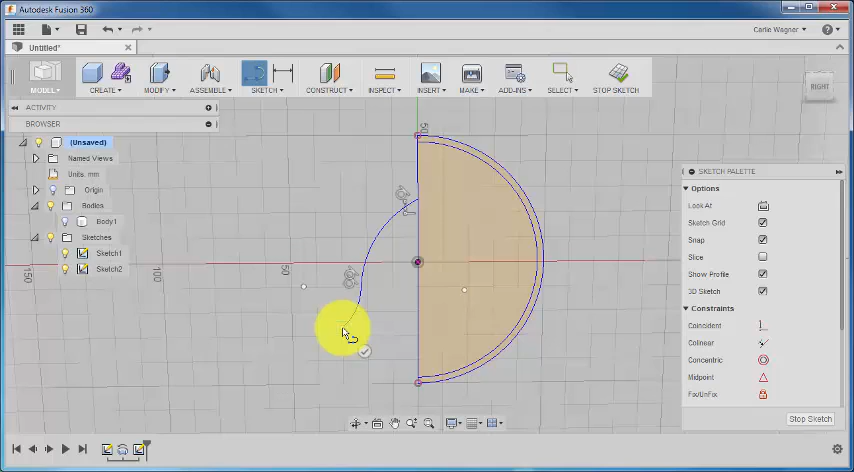 Autodesk Fusion 360
Carlie Wagner
Untitled*
MODEL
CREATE
MODIFY
ASSEMBLE
SKETCH
CONSTRUCT
INSPECT
INSERT
MAKE
ADD-INS
SELECT
STOP SKETCH
RIGHT
ACTIVITY
BROWSER
(Unsaved)
Named Views
Units: mm
Origin
Bodies
Body1
Sketches
Sketch1
Sketch2
50
150
100
50
SKETCH PALETTE
Options
Look At
Sketch Grid
Snap
Slice
Show Profile
3D Sketch
Constraints
Coincident
Colinear
Concentric
Midpoint
Fix/UnFix
Stop Sketch